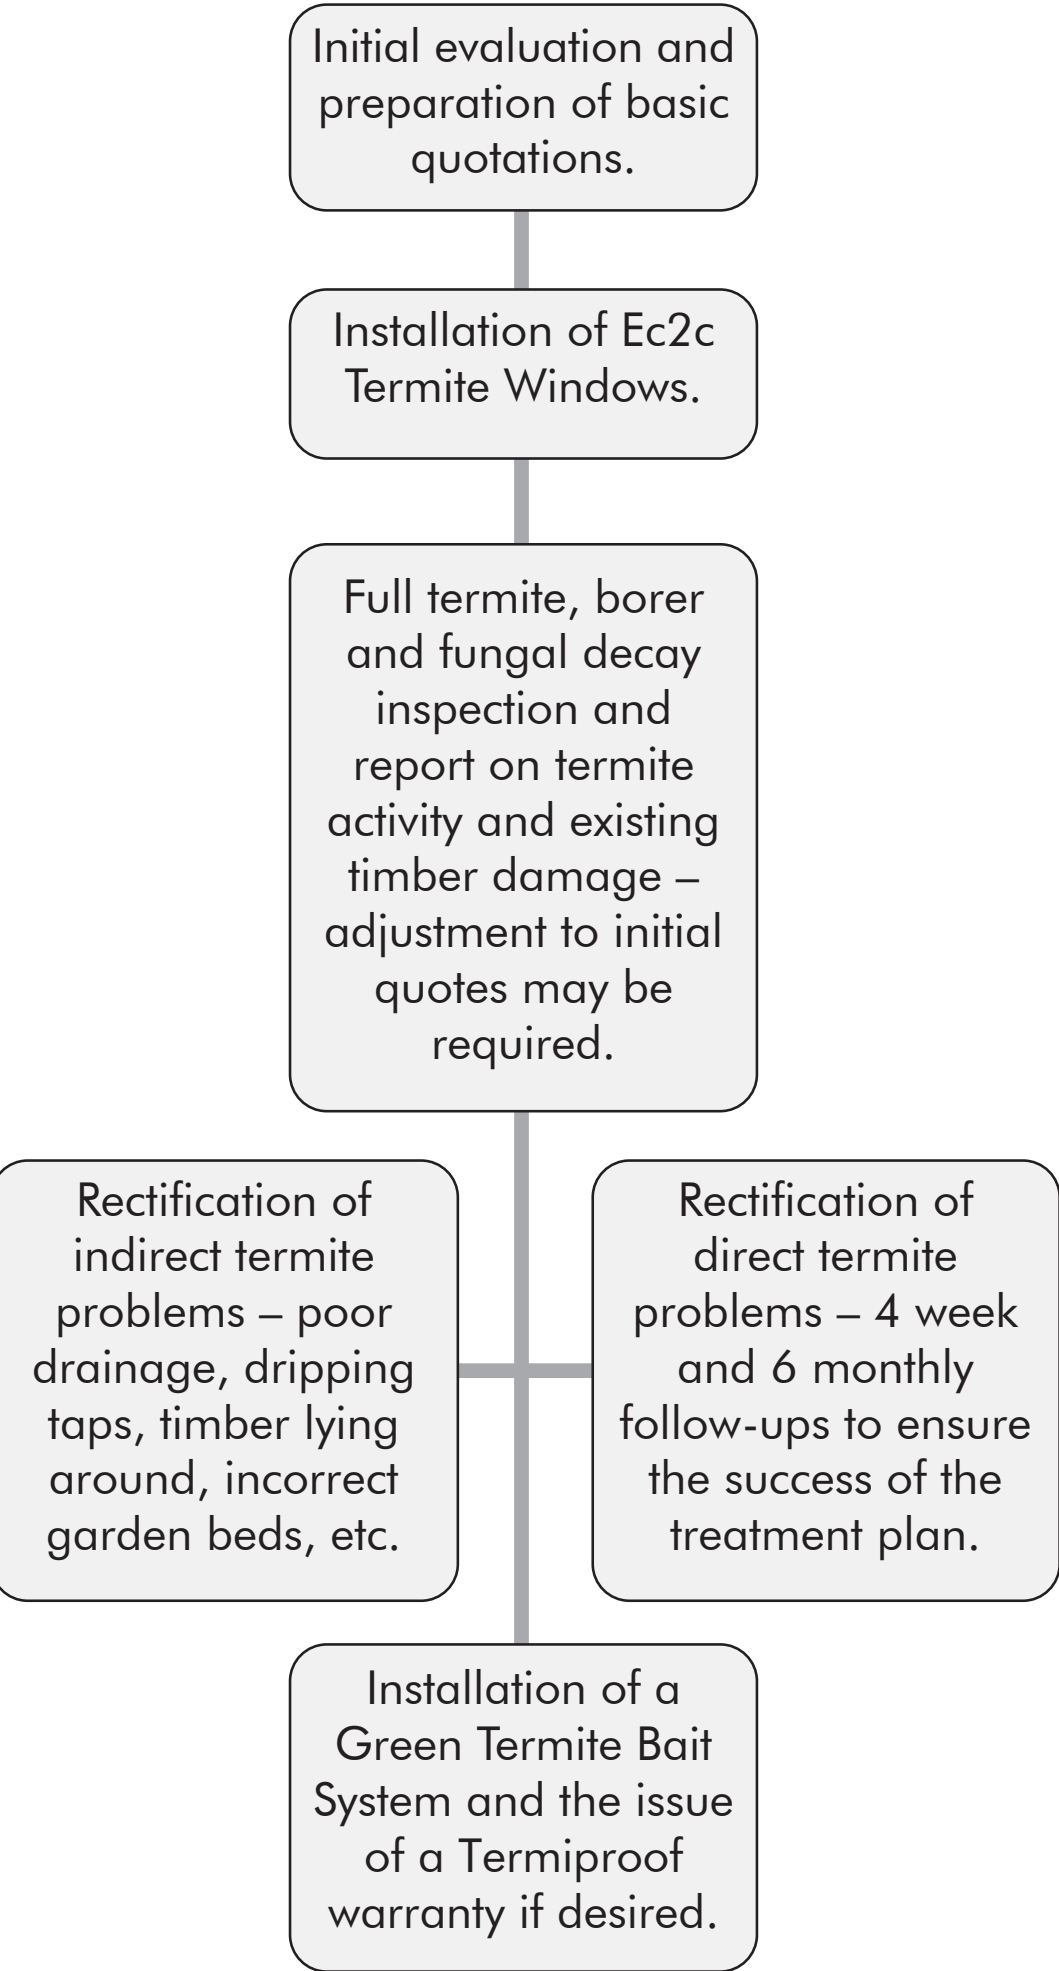 Initial evaluation and
preparation of basic
quotations.
Installation of Ec2c
Termite Windows.
Full termite, borer
and fungal decay
inspection and
report on termite
activity and existing
timber damage –
adjustment to initial
quotes may be
required.
Rectification of
indirect termite
problems – poor
drainage, dripping
taps, timber lying
around, incorrect
garden beds, etc.
Rectification of
direct termite
problems – 4 week
and 6 monthly
follow-ups to ensure
the success of the
treatment plan.
Installation of a
Green Termite Bait
System and the issue
of a Termiproof
warranty if desired.